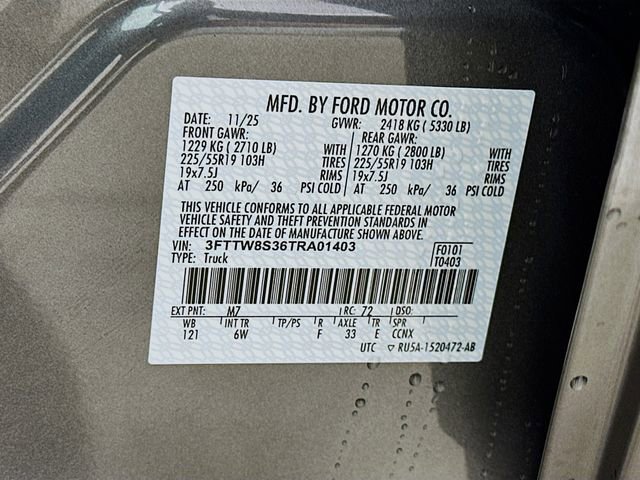 MFD. BY FORD MOTOR CO.
DATE: 11/25 GVWR: 2418 KG ( 5330 LB)
FRONT GAWR: REAR GAWR:
1229 KG ( 2710 LB) WITH 1270 KG ( 2800 LB) WITH
225/55R19 103H TIRES 225/55R19 103H TIRES
19x7.5J RIMS 19x7.5J RIMS
AT 250 kPa/ 36 PSI COLD AT 250 kPa/ 36 PSI COLD
THIS VEHICLE CONFORMS TO ALL APPLICABLE FEDERAL MOTOR
VEHICLE SAFETY AND THEFT PREVENTION STANDARDS IN
EFFECT ON THE DATE OF MANUFACTURE SHOWN ABOVE.
VIN: 3FTTW8S36TRA01403 F0101
TYPE: Truck T0403
EXT PNT: M7 RC: 72 DSO:
WB INT TR TP/PS R AXLE TR SPR
121 6W F 33 E CCNX
UTC ▽ RU5A-1520472-AB